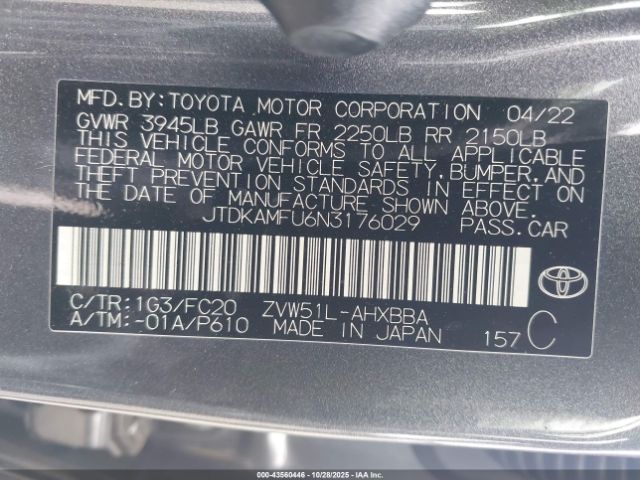 MFD.BY:TOYOTA MOTOR CORPORATION 04/22
GVWR 3945LB GAWR FR 2250LB RR 2150LB
THIS VEHICLE CONFORMS TO ALL APPLICABLE
FEDERAL MOTOR VEHICLE SAFETY,BUMPER,AND
THEFT PREVENTION STANDARDS IN EFFECT ON
THE DATE OF MANUFACTURE SHOWN ABOVE.
JTDKAMFU6N3176029 PASS.CAR
C/TR:1G3/FC20 ZVW51L-AHXBBA
A/TM:-01A/P610 MADE IN JAPAN 157 C
00-43560446 | 10/28/2025 | Copyright © IAA